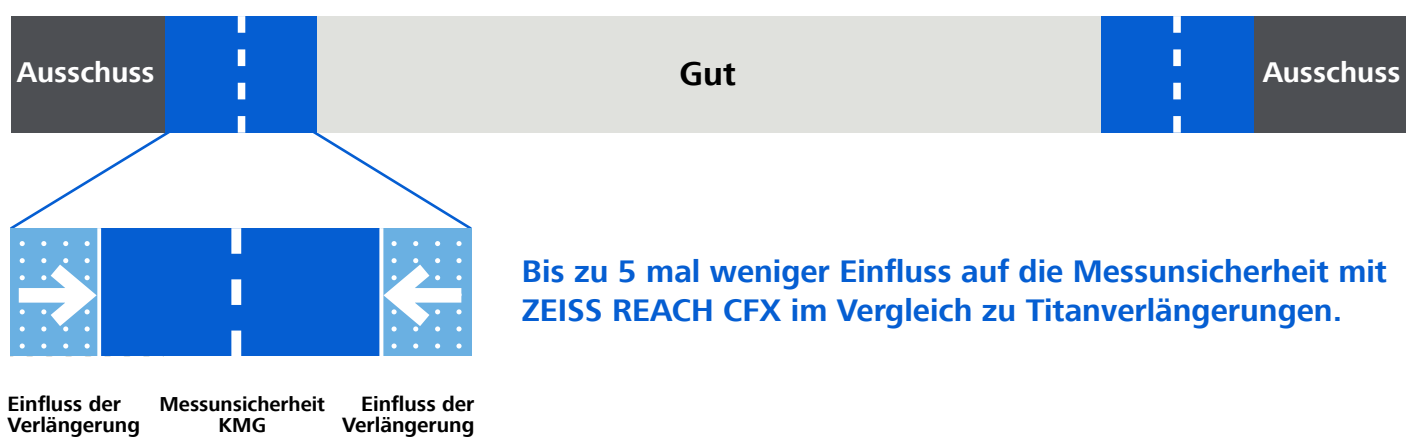 Ausschuss
Gut
Ausschuss
Bis zu 5 mal weniger Einfluss auf die Messunsicherheit mit
ZEISS REACH CFX im Vergleich zu Titanverlängerungen.
Einfluss der
Verlängerung
Messunsicherheit
KMG
Einfluss der
Verlängerung